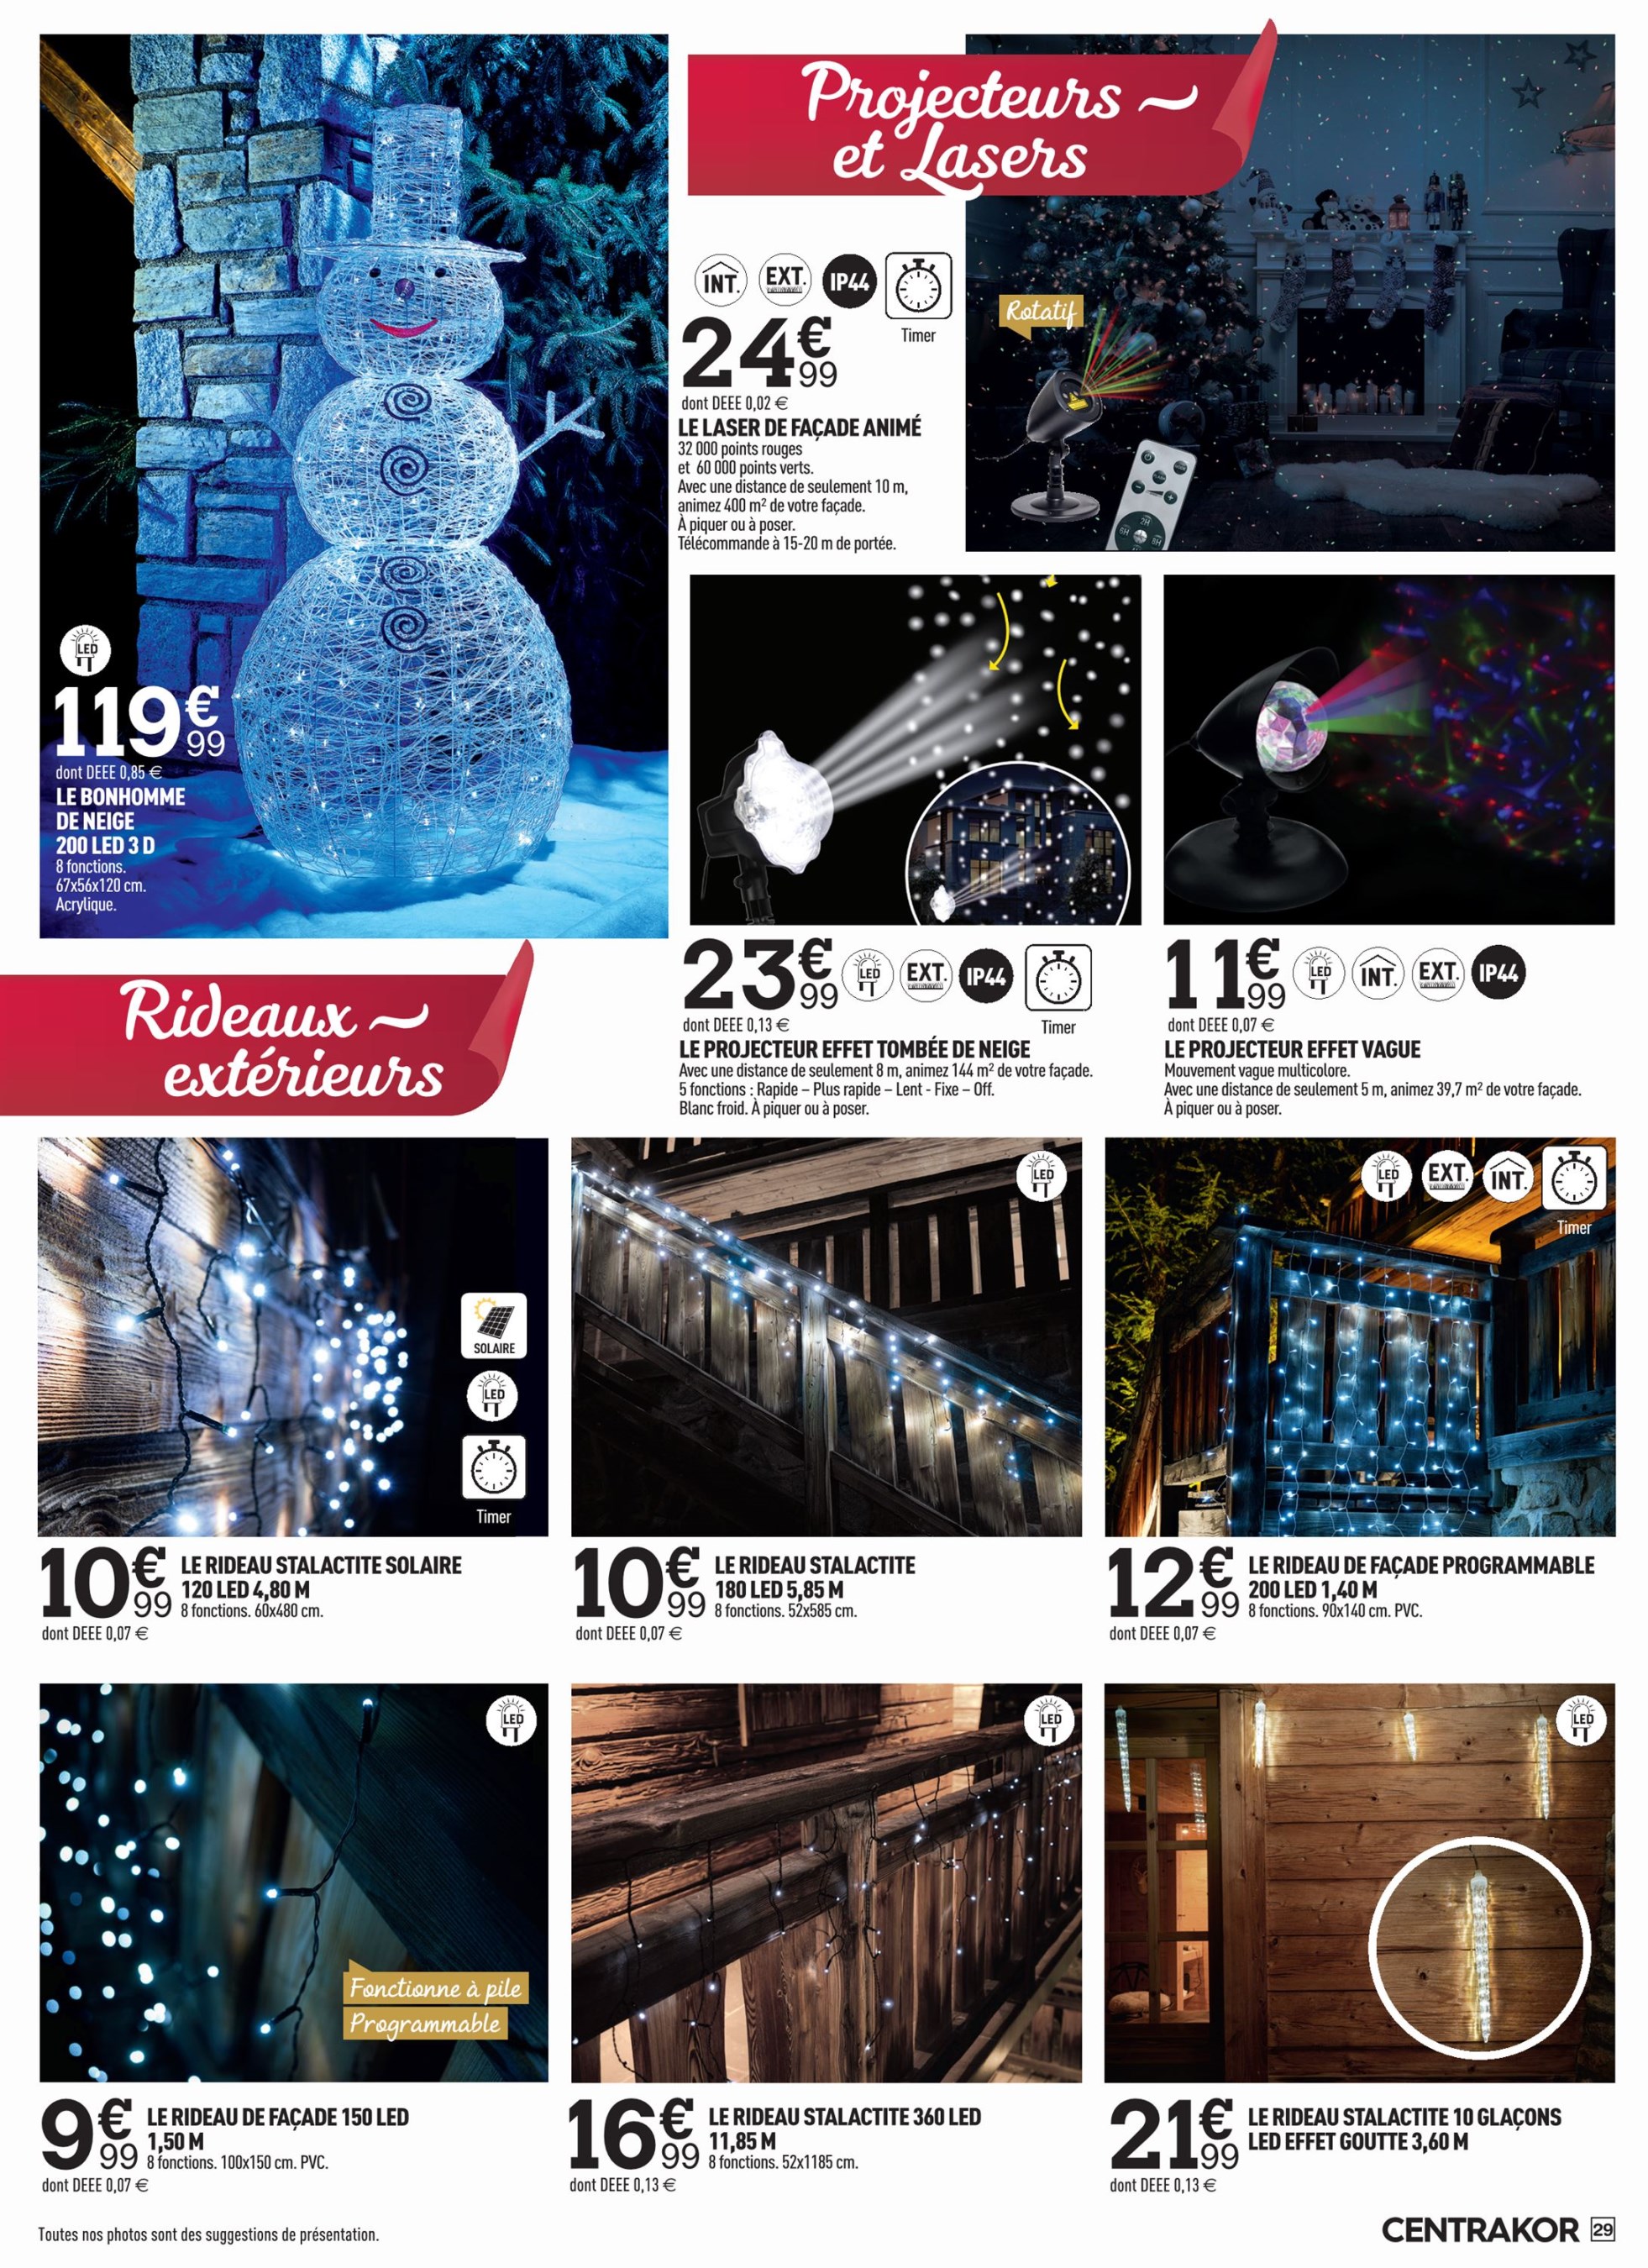 LED
119€99
dont DEEE 0,85 €
LE BONHOMME
DE NEIGE
200 LED 3 D
8 fonctions.
67x56x120 cm.
Acrylique.
Projecteurs ~
et Lasers
INT. EXT. IP44
Timer
24€99
dont DEEE 0,02 €
LE LASER DE FAÇADE ANIMÉ
32 000 points rouges
et 60 000 points verts.
Avec une distance de seulement 10 m,
animez 400 m² de votre façade.
À piquer ou à poser.
Télécommande à 15-20 m de portée.
Rotatif
23€99
LED EXT. IP44
Timer
dont DEEE 0,13 €
LE PROJECTEUR EFFET TOMBÉE DE NEIGE
Avec une distance de seulement 8 m, animez 144 m² de votre façade.
5 fonctions : Rapide – Plus rapide – Lent - Fixe – Off.
Blanc froid. À piquer ou à poser.
11€99
LED INT. EXT. IP44
dont DEEE 0,07 €
LE PROJECTEUR EFFET VAGUE
Mouvement vague multicolore.
Avec une distance de seulement 5 m, animez 39,7 m² de votre façade.
À piquer ou à poser.
Rideaux ~
extérieurs
SOLAIRE
LED
Timer
10€99
LE RIDEAU STALACTITE SOLAIRE
120 LED 4,80 M
8 fonctions. 60x480 cm.
dont DEEE 0,07 €
LED
10€99
LE RIDEAU STALACTITE
180 LED 5,85 M
8 fonctions. 52x585 cm.
dont DEEE 0,07 €
LED EXT. INT.
Timer
12€99
LE RIDEAU DE FAÇADE PROGRAMMABLE
200 LED 1,40 M
8 fonctions. 90x140 cm. PVC.
dont DEEE 0,07 €
LED
Fonctionne à pile
Programmable
9€99
LE RIDEAU DE FAÇADE 150 LED
1,50 M
8 fonctions. 100x150 cm. PVC.
dont DEEE 0,07 €
LED
16€99
LE RIDEAU STALACTITE 360 LED
11,85 M
8 fonctions. 52x1185 cm.
dont DEEE 0,13 €
LED
21€99
LE RIDEAU STALACTITE 10 GLAÇONS
LED EFFET GOUTTE 3,60 M
dont DEEE 0,13 €
Toutes nos photos sont des suggestions de présentation.
CENTRAKOR 29